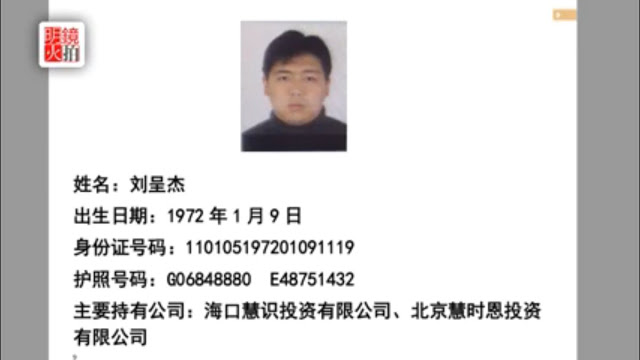 明鏡
火拍
姓名：刘呈杰
出生日期：1972 年 1 月 9 日
身份证号码：110105197201091119
护照号码：G06848880 E48751432
主要持有公司：海口慧识投资有限公司、北京慧时恩投资
有限公司